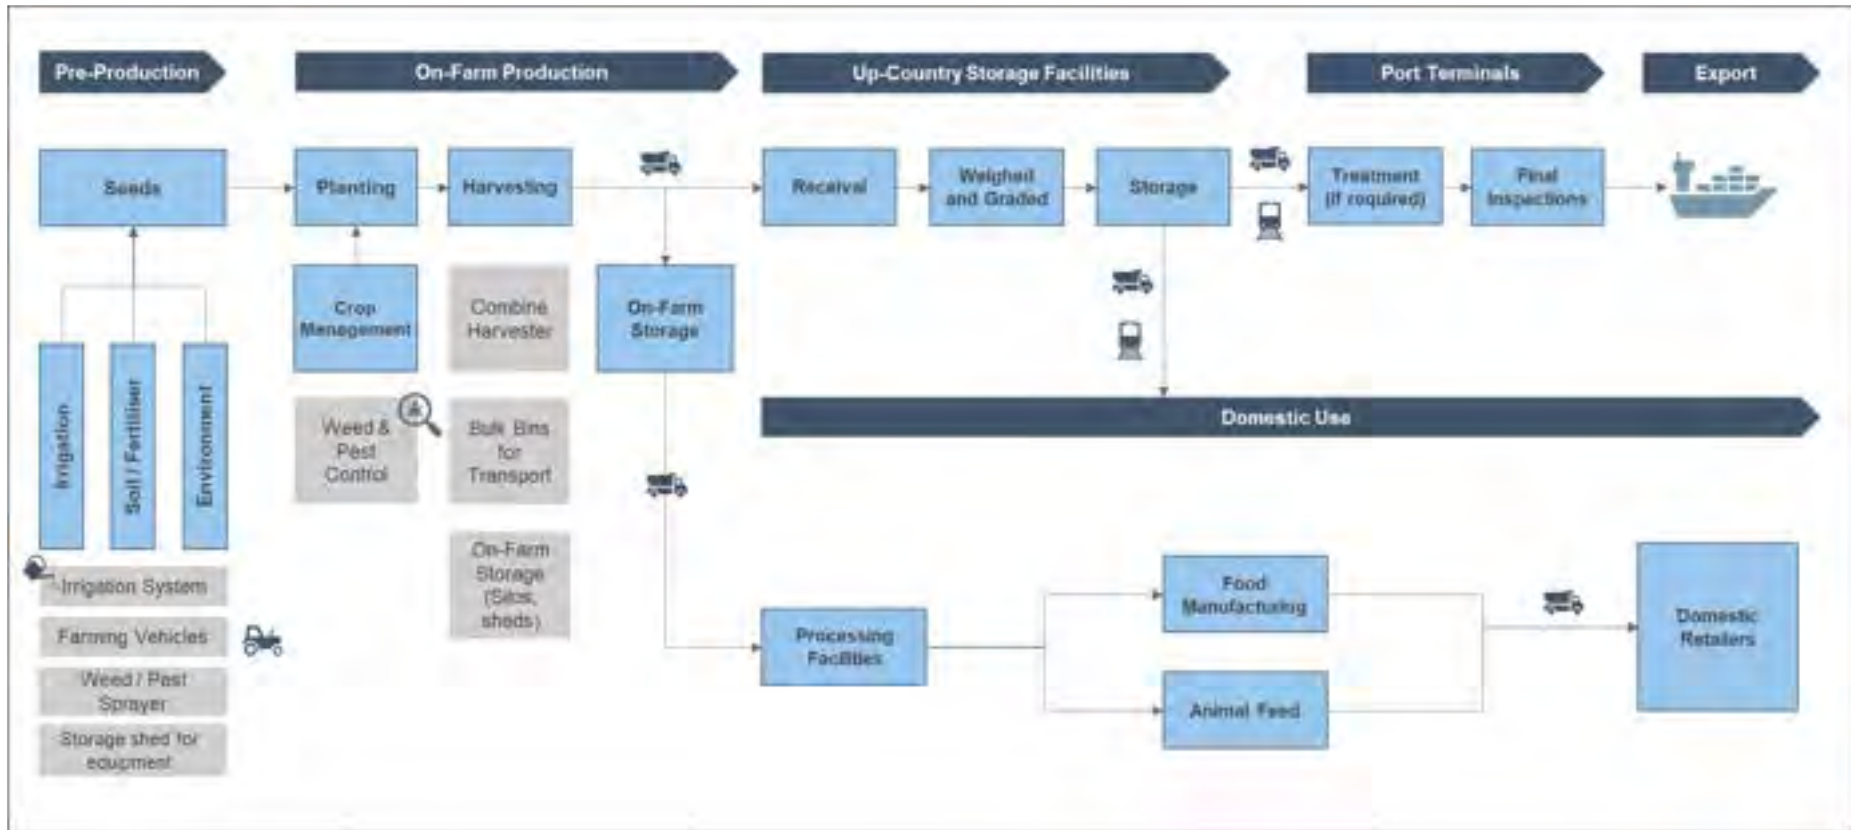 Pre-Production
On-Farm Production
Up-Country Storage Facilities
Port Terminals
Export
Seeds
Planting
Harvesting
Receival
Weighed
and Graded
Storage
Treatment
(if required)
Final
Inspections
Crop
Management
Combine
Harvester
On-Farm
Storage
Irrigation
Soil / Fertiliser
Environment
Weed &
Pest
Control
Bulk Bins
for
Transport
Domestic Use
On-Farm
Storage
(Silos,
sheds)
Irrigation System
Farming Vehicles
Weed / Pest
Sprayer
Storage shed for
equipment
Processing
Facilities
Food
Manufacturing
Animal Feed
Domestic
Retailers